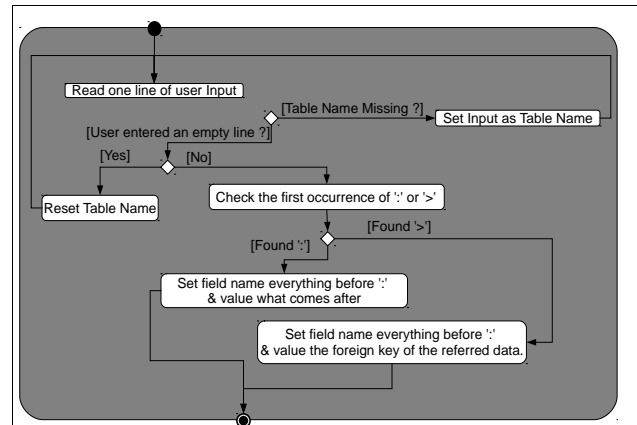 Read one line of user Input
[Table Name Missing ?]
Set Input as Table Name
[User entered an empty line ?]
[Yes]
[No]
Reset Table Name
Check the first occurrence of ':' or '>'
[Found '>']
[Found ':']
Set field name everything before ':'
& value what comes after
Set field name everything before ':'
& value the foreign key of the referred data.